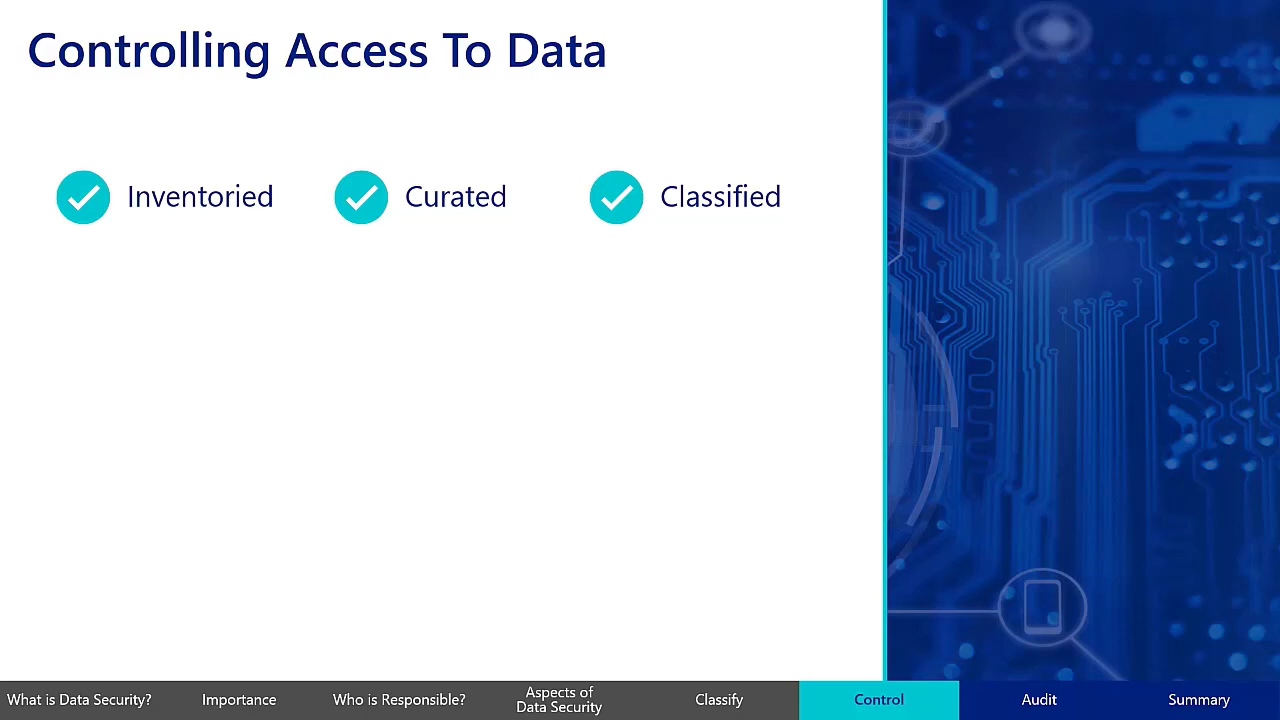 Controlling Access To Data
Inventoried
Curated
Classified
What is Data Security?
Importance
Who is Responsible?
Aspects of
Data Security
Classify
Control
Audit
Summary